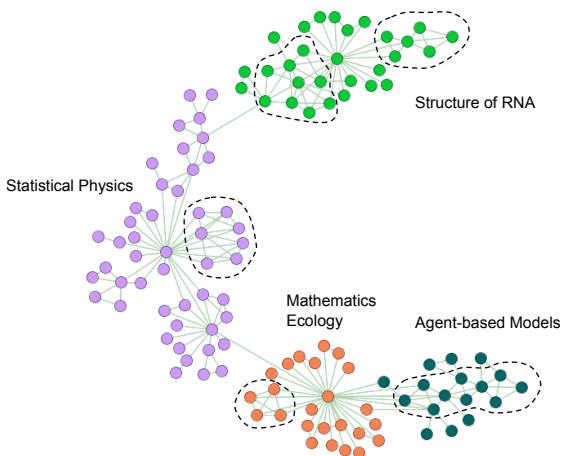 Structure of RNA
Statistical Physics
Mathematics
Ecology
Agent-based Models